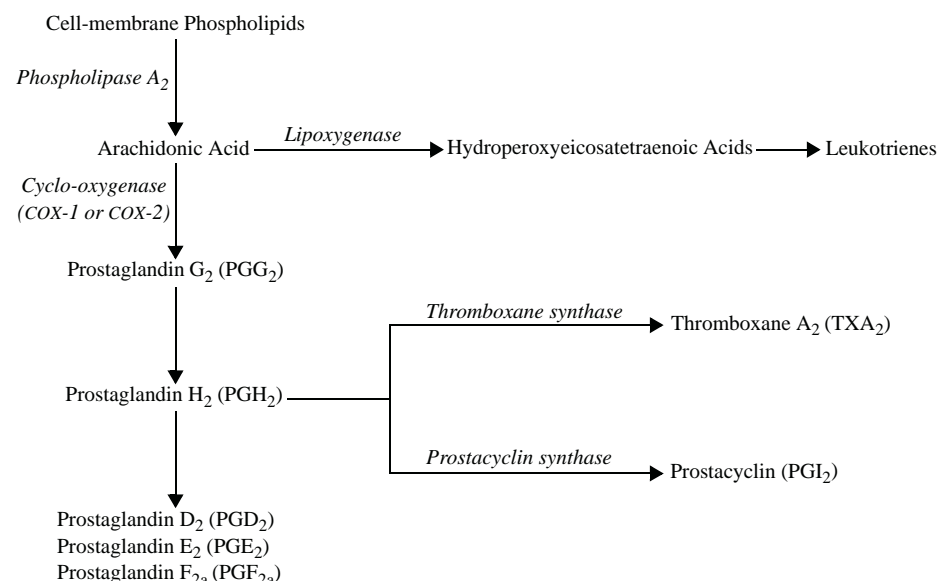 Cell-membrane Phospholipids
Phospholipase A2
Arachidonic Acid
Lipoxygenase
Hydroperoxyeicosatetraenoic Acids
Leukotrienes
Cyclo-oxygenase
(COX-1 or COX-2)
Prostaglandin G2 (PGG2)
Thromboxane synthase
Thromboxane A2 (TXA2)
Prostaglandin H2 (PGH2)
Prostacyclin synthase
Prostacyclin (PGI2)
Prostaglandin D2 (PGD2)
Prostaglandin E2 (PGE2)
Prostaglandin F2a (PGF2a)